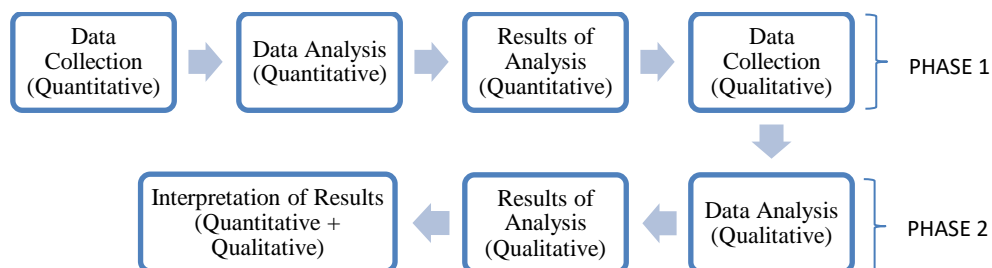 Data
Collection
(Quantitative)
Data Analysis
(Quantitative)
Results of
Analysis
(Quantitative)
Data
Collection
(Qualitative)
PHASE 1
Interpretation of Results
(Quantitative +
Qualitative)
Results of
Analysis
(Qualitative)
Data Analysis
(Qualitative)
PHASE 2